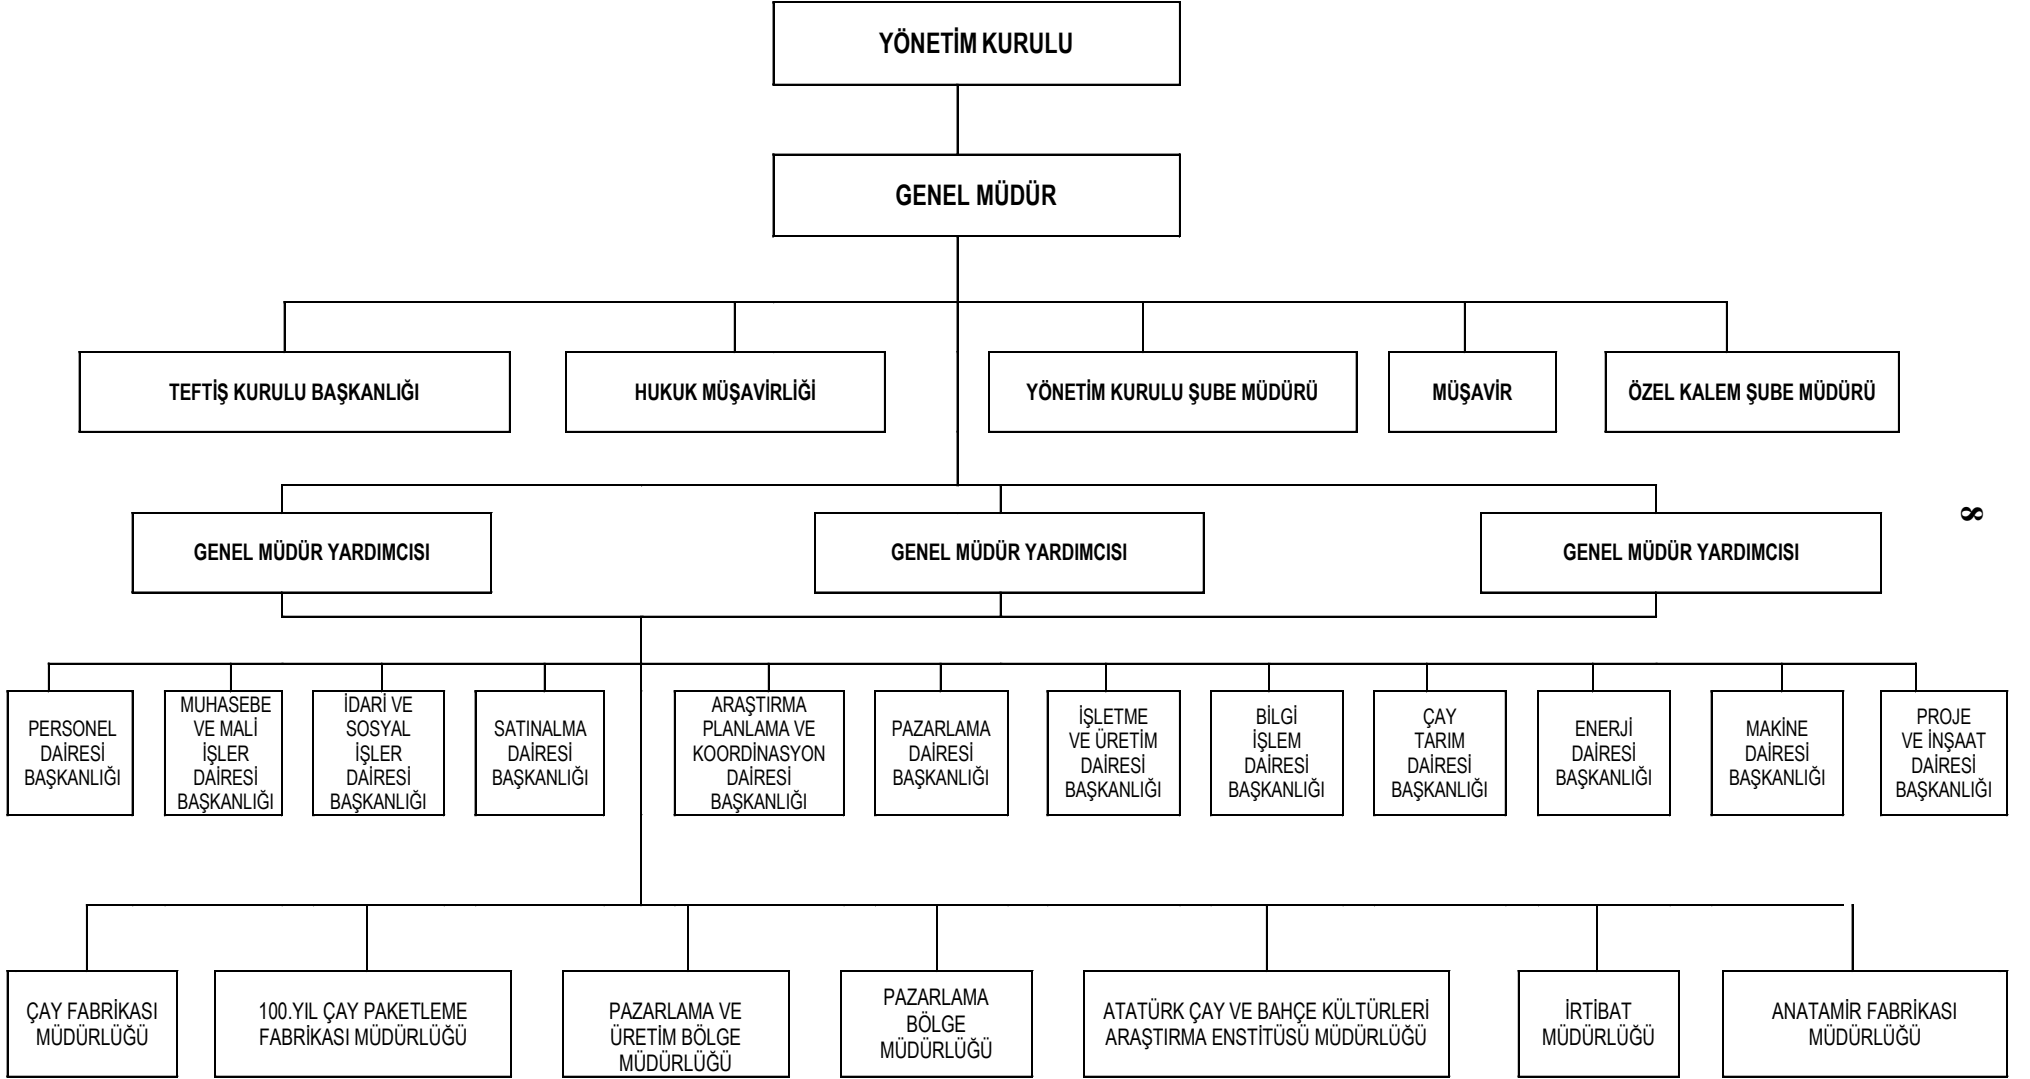 YÖNETİM KURULU
GENEL MÜDÜR
TEFTİŞ KURULU BAŞKANLIĞI
HUKUK MÜŞAVİRLİĞİ
YÖNETİM KURULU ŞUBE MÜDÜRÜ
MÜŞAVİR
ÖZEL KALEM ŞUBE MÜDÜRÜ
8
GENEL MÜDÜR YARDIMCISI
GENEL MÜDÜR YARDIMCISI
GENEL MÜDÜR YARDIMCISI
PERSONEL
DAİRESİ
BAŞKANLIĞI
MUHASEBE
VE MALİ
İŞLER
DAİRESİ
BAŞKANLIĞI
İDARİ VE
SOSYAL
İŞLER
DAİRESİ
BAŞKANLIĞI
SATINALMA
DAİRESİ
BAŞKANLIĞI
ARAŞTIRMA
PLANLAMA VE
KOORDİNASYON
DAİRESİ
BAŞKANLIĞI
PAZARLAMA
DAİRESİ
BAŞKANLIĞI
İŞLETME
VE ÜRETİM
DAİRESİ
BAŞKANLIĞI
BİLGİ
İŞLEM
DAİRESİ
BAŞKANLIĞI
ÇAY
TARIM
DAİRESİ
BAŞKANLIĞI
ENERJİ
DAİRESİ
BAŞKANLIĞI
MAKİNE
DAİRESİ
BAŞKANLIĞI
PROJE
VE İNŞAAT
DAİRESİ
BAŞKANLIĞI
ÇAY FABRİKASI
MÜDÜRLÜĞÜ
100.YIL ÇAY PAKETLEME
FABRİKASI MÜDÜRLÜĞÜ
PAZARLAMA VE
ÜRETİM BÖLGE
MÜDÜRLÜĞÜ
PAZARLAMA
BÖLGE
MÜDÜRLÜĞÜ
ATATÜRK ÇAY VE BAHÇE KÜLTÜRLERİ
ARAŞTIRMA ENSTİTÜSÜ MÜDÜRLÜĞÜ
İRTİBAT
MÜDÜRLÜĞÜ
ANATAMİR FABRİKASI
MÜDÜRLÜĞÜ